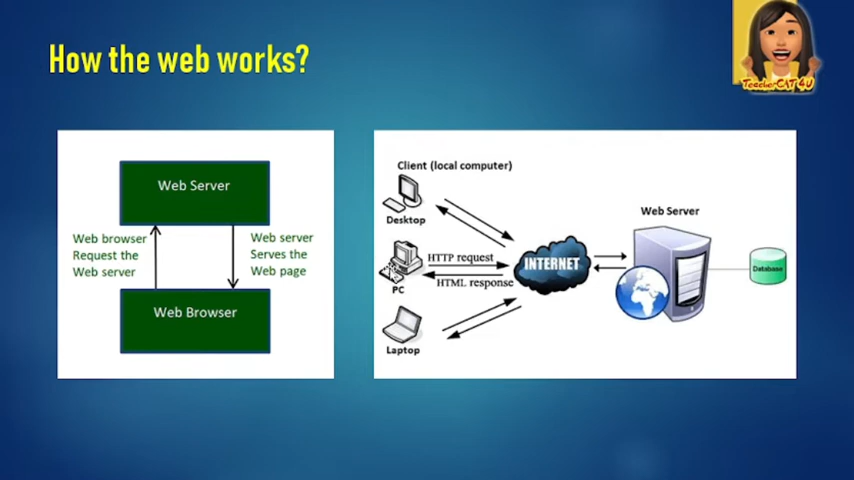 How the web works?
TeacherCAT 4U
Web Server
Web browser
Request the
Web server
Web server
Serves the
Web page
Web Browser
Client (local computer)
Desktop
HTTP request
HTML response
PC
Laptop
INTERNET
Web Server
Database